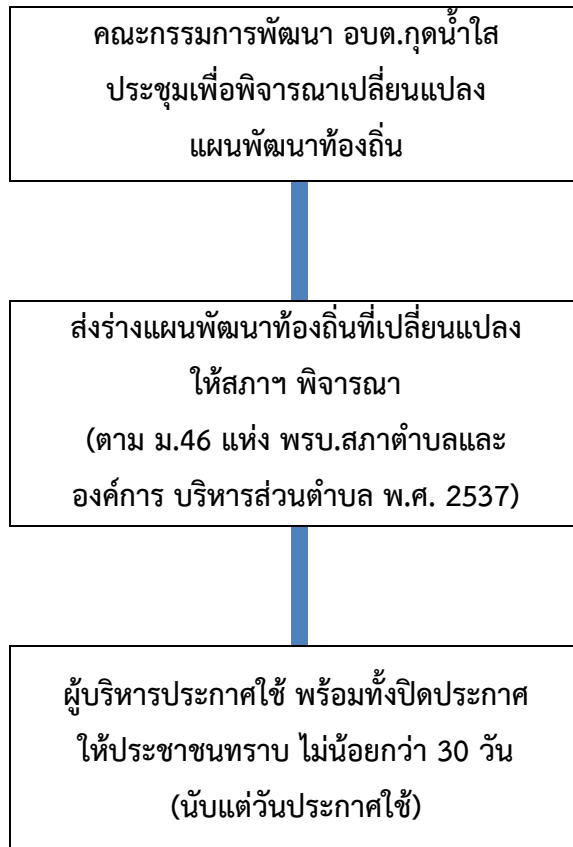 คณะกรรมการพัฒนา อบต.กุดน้ำใส
ประชุมเพื่อพิจารณาเปลี่ยนแปลง
แผนพัฒนาท้องถิ่น
ส่งร่างแผนพัฒนาท้องถิ่นที่เปลี่ยนแปลง
ให้สภาฯ พิจารณา
(ตาม ม.46 แห่ง พรบ.สภาตำบลและ
องค์การ บริหารส่วนตำบล พ.ศ. 2537)
ผู้บริหารประกาศใช้ พร้อมทั้งปิดประกาศ
ให้ประชาชนทราบ ไม่น้อยกว่า 30 วัน
(นับแต่วันประกาศใช้)